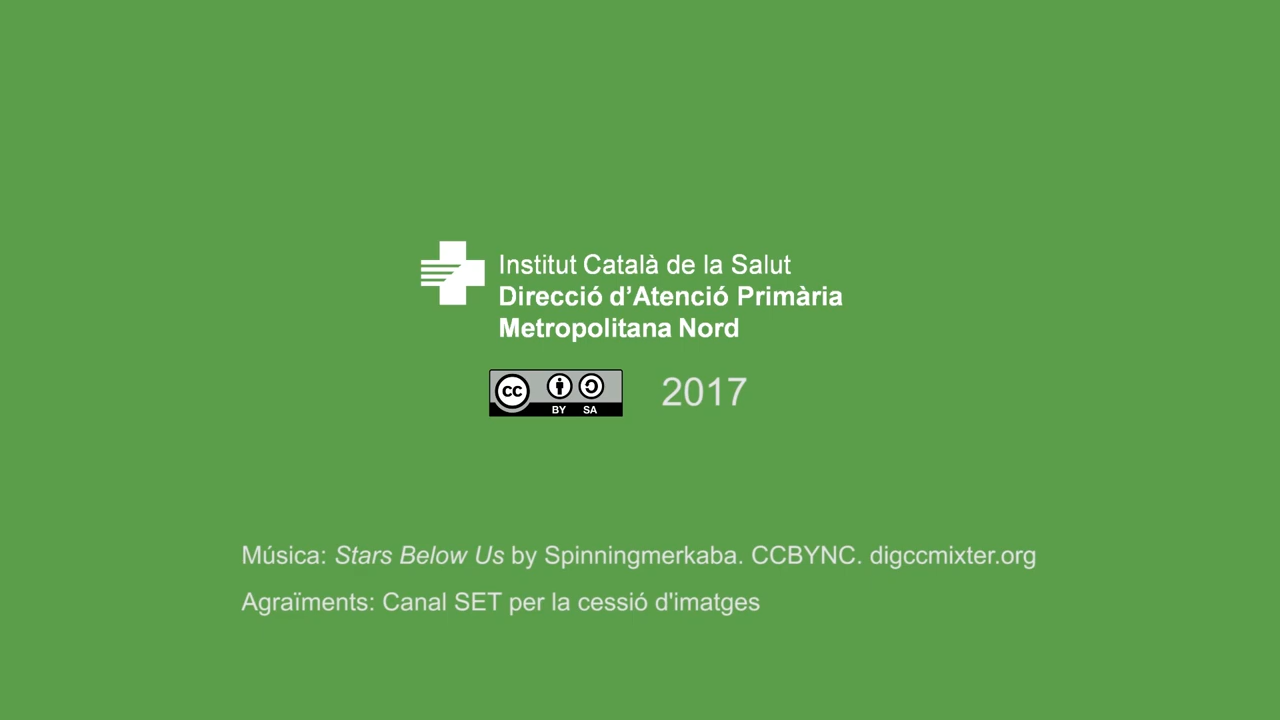 Institut Català de la Salut
Direcció d’Atenció Primària
Metropolitana Nord
CC BY SA 2017
Música: Stars Below Us by Spinningmerkaba. CCBYNC. digccmixter.org
Agraïments: Canal SET per la cessió d'imatges